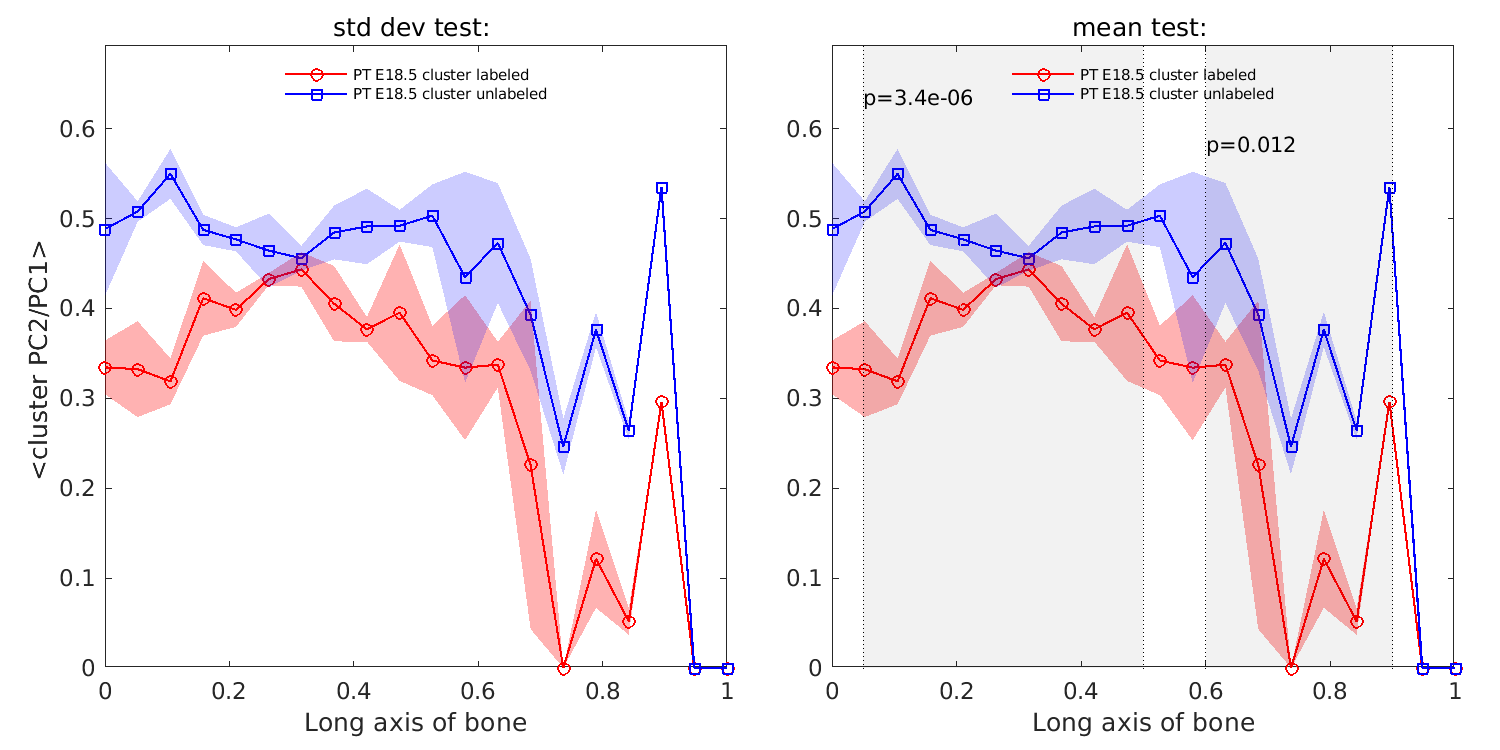 std dev test:
PT E18.5 cluster labeled
PT E18.5 cluster unlabeled
<cluster PC2/PC1>
0.6
0.5
0.4
0.3
0.2
0.1
0
0 0.2 0.4 0.6 0.8 1
Long axis of bone
mean test:
PT E18.5 cluster labeled
PT E18.5 cluster unlabeled
p=3.4e-06
p=0.012
0.6
0.5
0.4
0.3
0.2
0.1
0
0 0.2 0.4 0.6 0.8 1
Long axis of bone